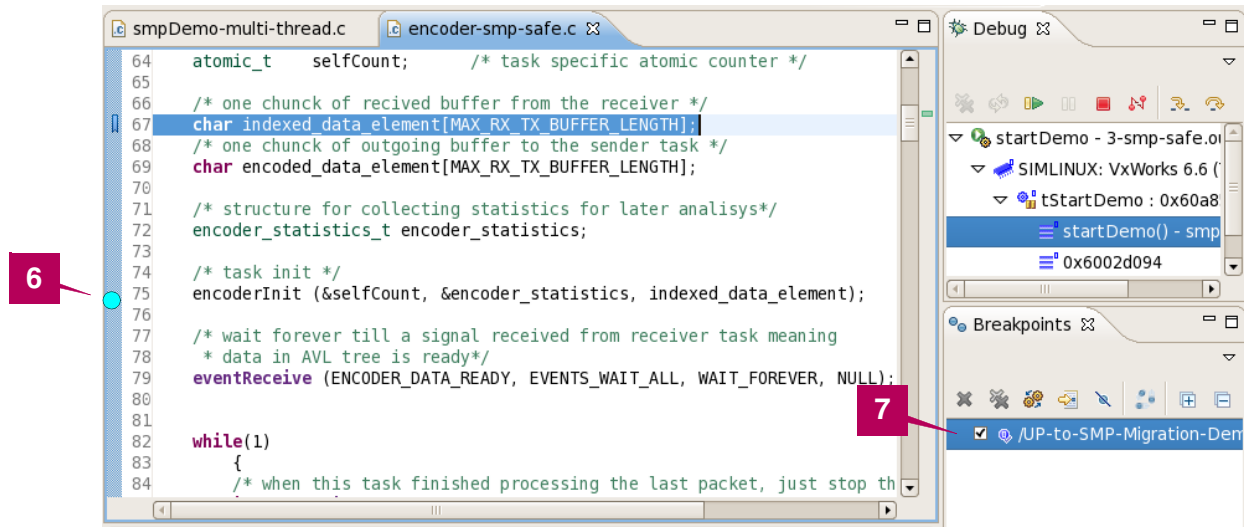 smpDemo-multi-thread.c
encoder-smp-safe.c
64 atomic_t selfCount; /* task specific atomic counter */
65
66 /* one chunck of recived buffer from the receiver */
67 char indexed_data_element[MAX_RX_TX_BUFFER_LENGTH];
68 /* one chunck of outgoing buffer to the sender task */
69 char encoded_data_element[MAX_RX_TX_BUFFER_LENGTH];
70
71 /* structure for collecting statistics for later analisys*/
72 encoder_statistics_t encoder_statistics;
73
74 /* task init */
75 encoderInit (&selfCount, &encoder_statistics, indexed_data_element);
76
77 /* wait forever till a signal received from receiver task meaning
78 * data in AVL tree is ready*/
79 eventReceive (ENCODER_DATA_READY, EVENTS_WAIT_ALL, WAIT_FOREVER, NULL);
80
81
82 while(1)
83 {
84 /* when this task finished processing the last packet, just stop th
6
Debug
startDemo - 3-smp-safe.o
SIMLINUX: VxWorks 6.6 (
tStartDemo : 0x60a8
startDemo() - smp
0x6002d094
Breakpoints
7
/UP-to-SMP-Migration-Dem